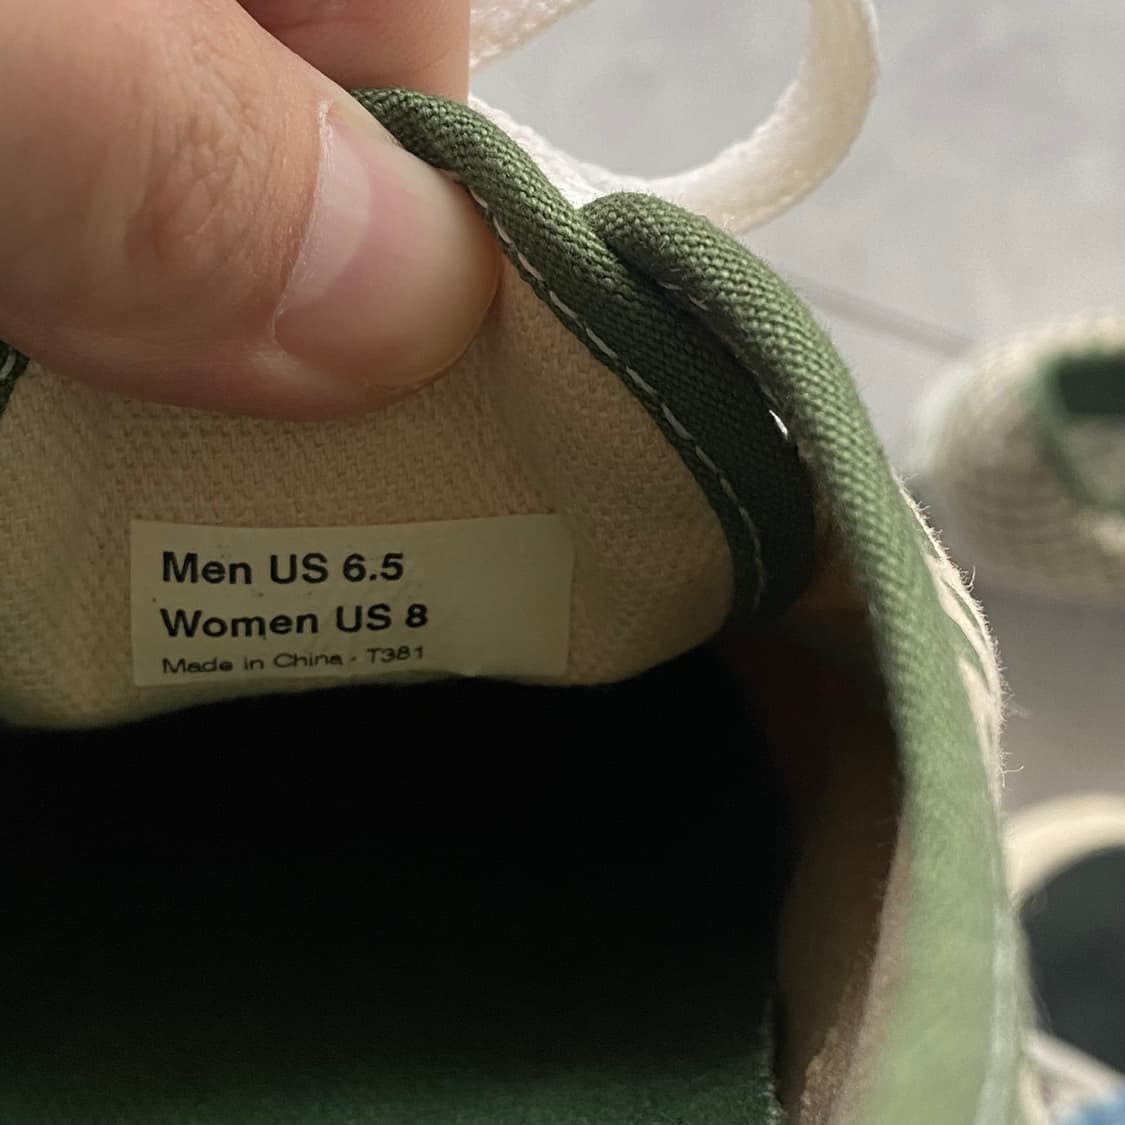 Men US 6.5
Women US 8
Made in China - T381